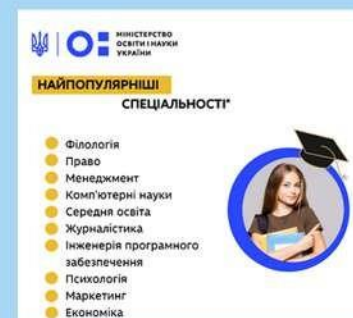 МІНІСТЕРСТВО
ОСВІТИ І НАУКИ
УКРАЇНИ
НАЙПОПУЛЯРНІШІ
СПЕЦІАЛЬНОСТІ*
Філологія
Право
Менеджмент
Комп'ютерні науки
Середня освіта
Журналістика
Інженерія програмного
забезпечення
Психологія
Маркетинг
Економіка